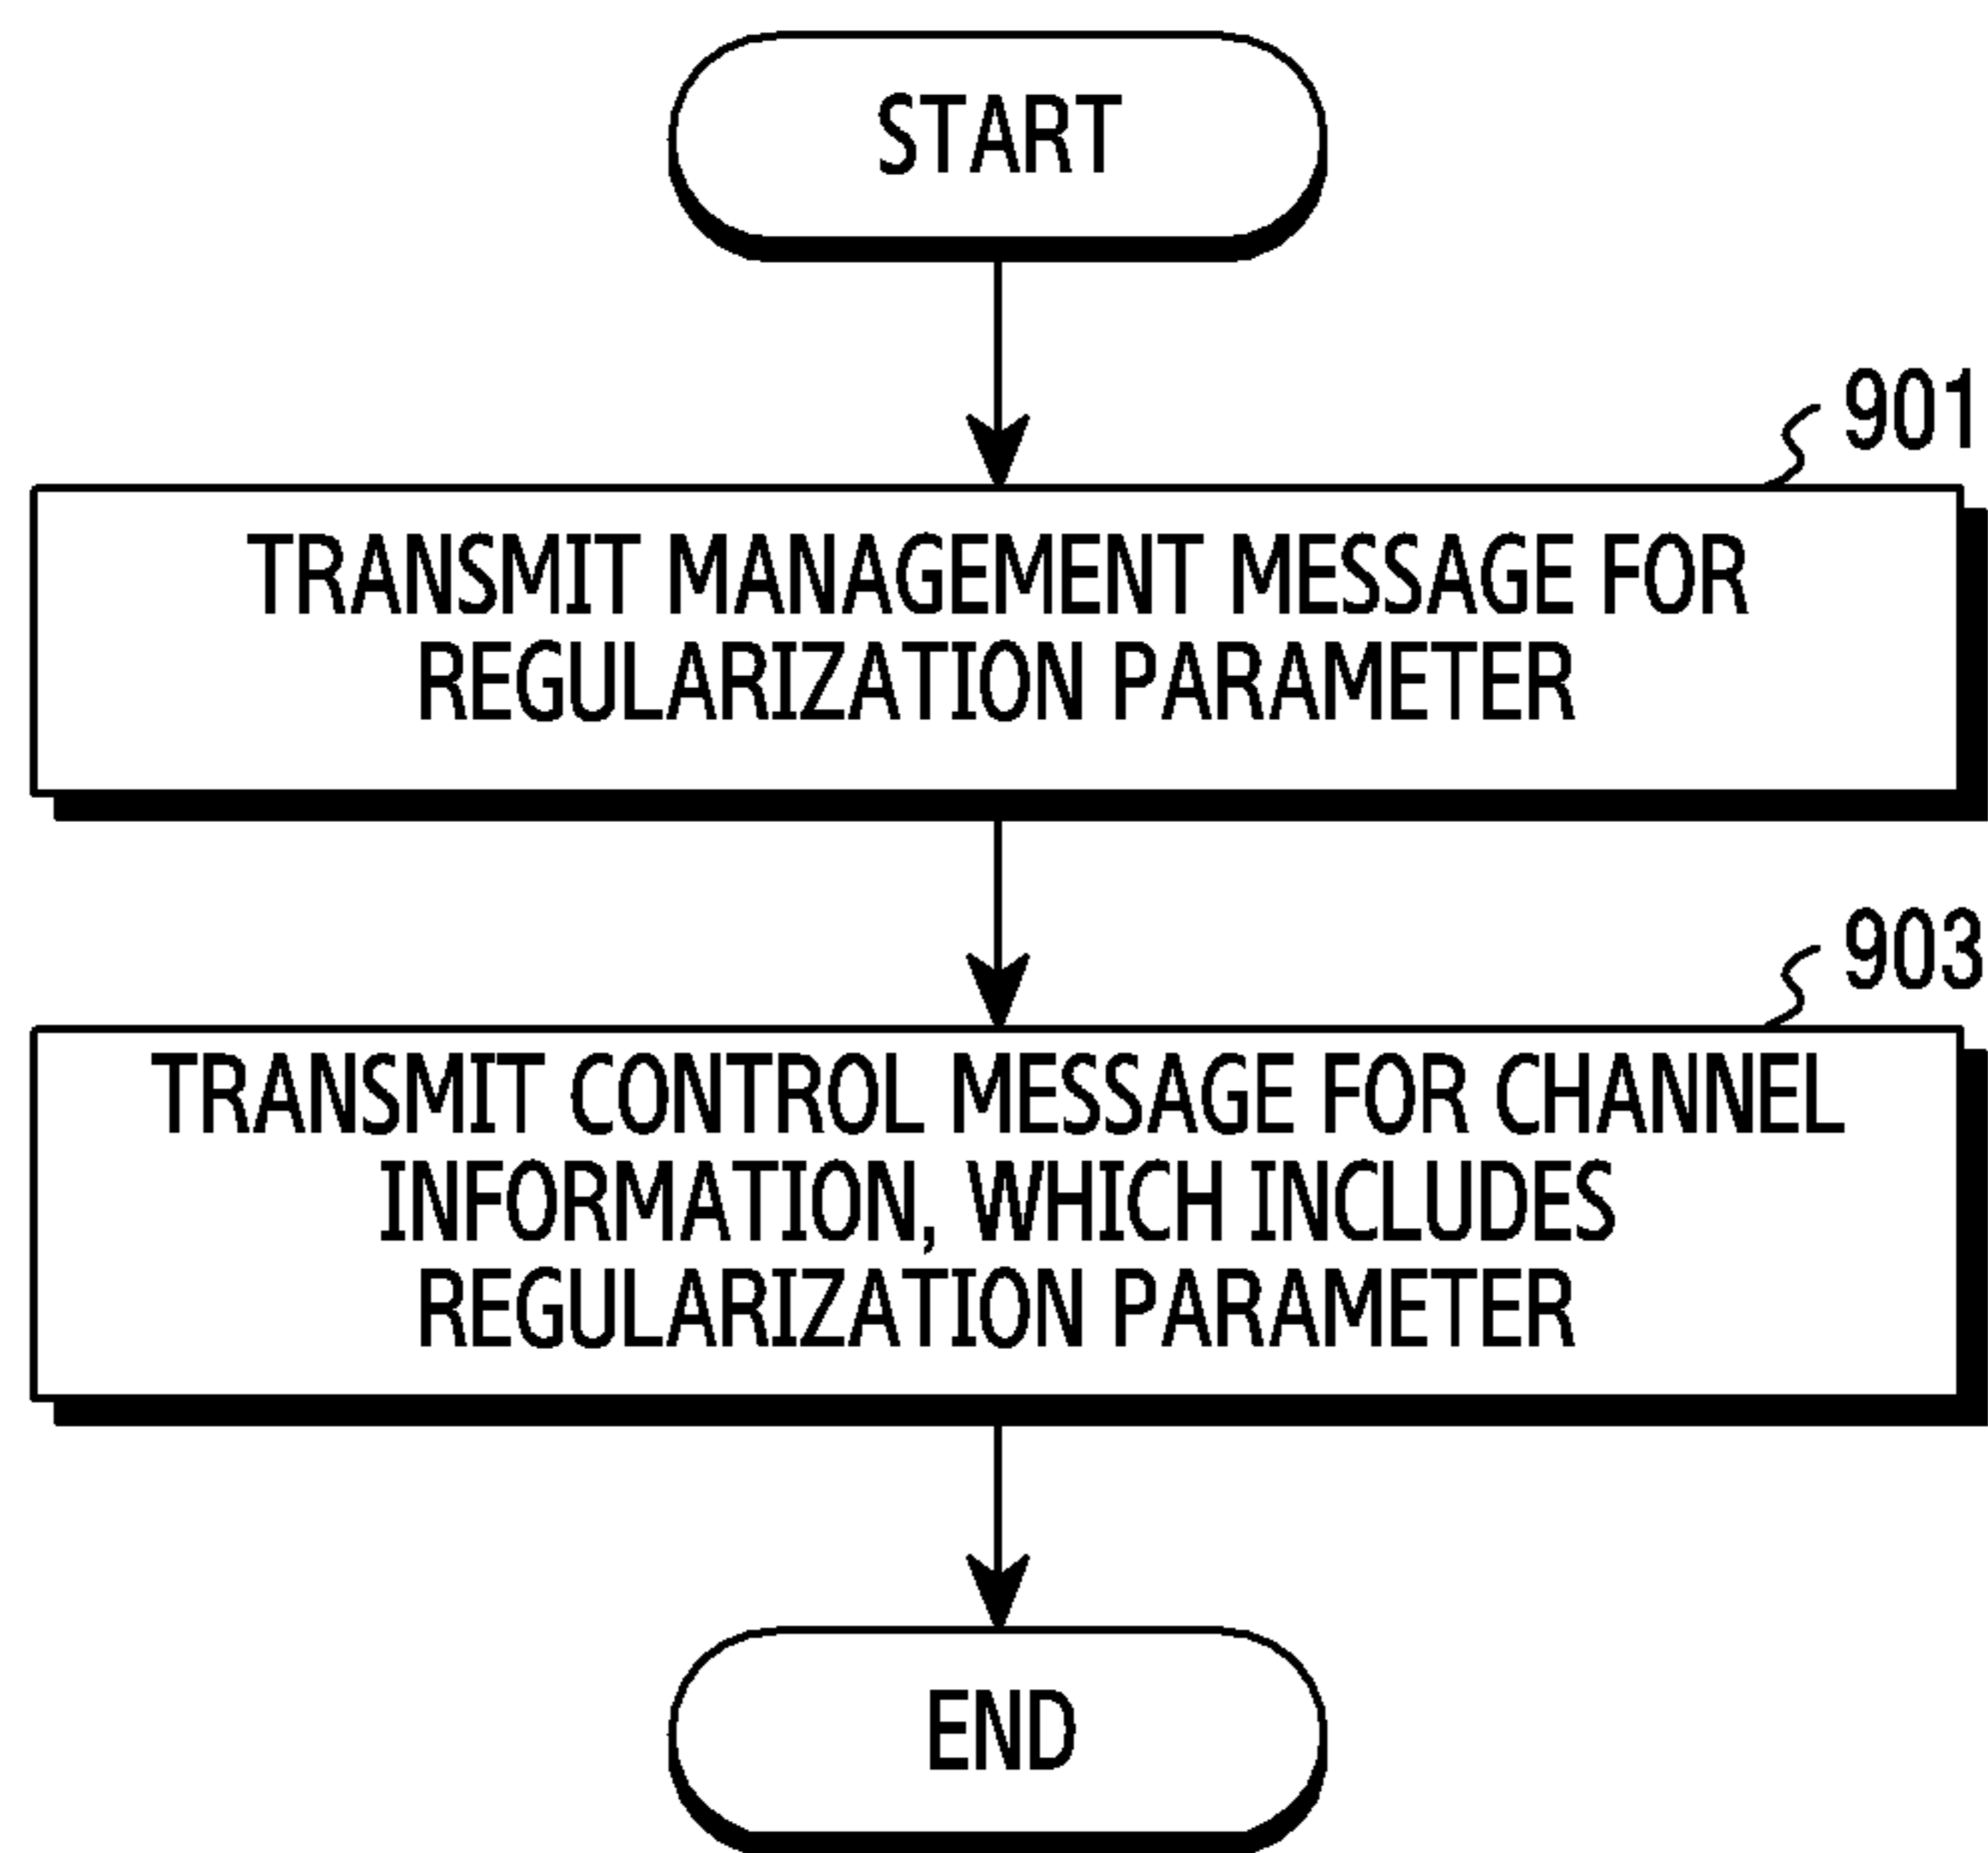 START
901
TRANSMIT MANAGEMENT MESSAGE FOR
REGULARIZATION PARAMETER
903
TRANSMIT CONTROL MESSAGE FOR CHANNEL
INFORMATION, WHICH INCLUDES
REGULARIZATION PARAMETER
END